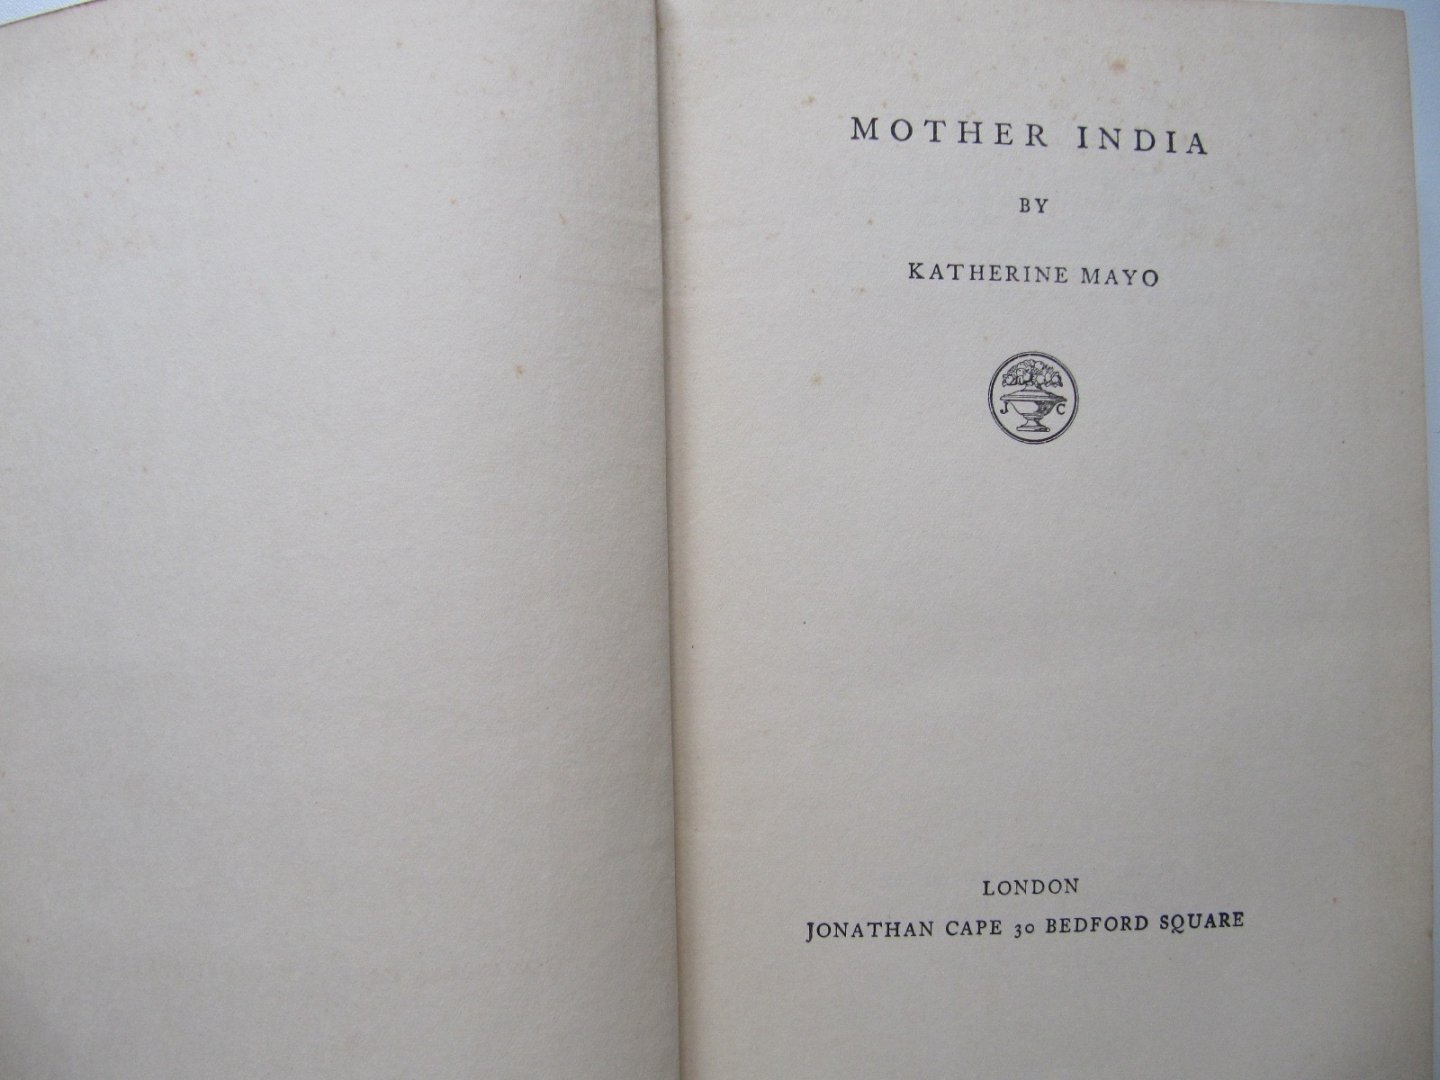 MOTHER INDIA
BY
KATHERINE MAYO
J C
LONDON
JONATHAN CAPE 30 BEDFORD SQUARE